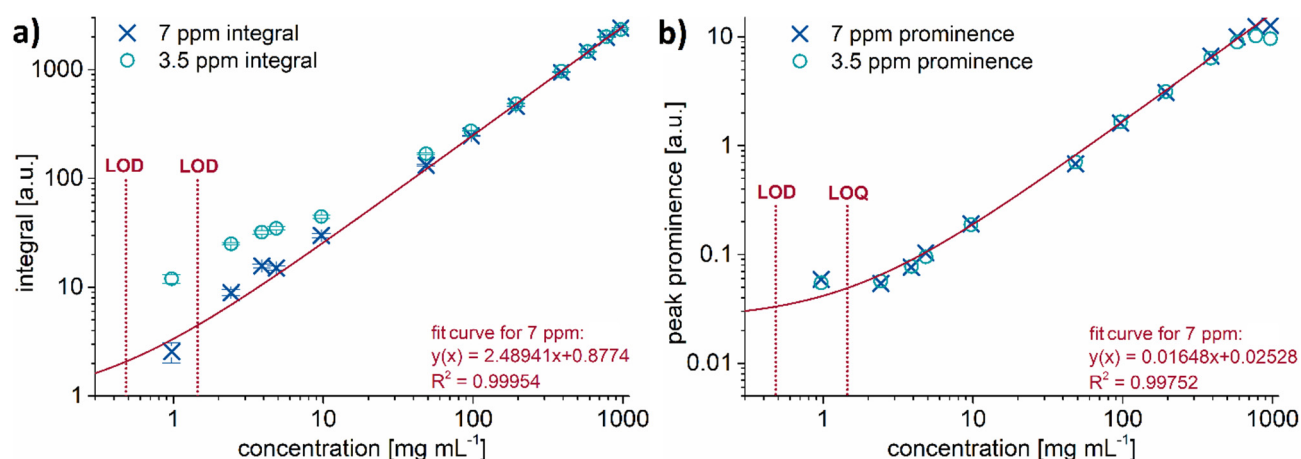 a)
7 ppm integral
3.5 ppm integral
1000
100
10
1
integral [a.u.]
LOD
LOD
fit curve for 7 ppm:
y(x) = 2.48941x+0.8774
R² = 0.99954
1 10 100 1000
concentration [mg mL⁻¹]
b)
7 ppm prominence
3.5 ppm prominence
10
1
0.1
0.01
peak prominence [a.u.]
LOD
LOQ
fit curve for 7 ppm:
y(x) = 0.01648x+0.02528
R² = 0.99752
1 10 100 1000
concentration [mg mL⁻¹]